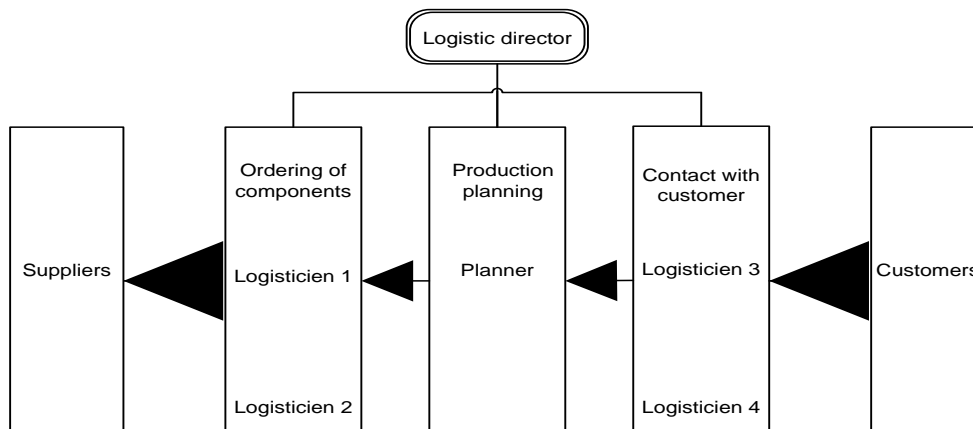 Logistic director
Suppliers
Ordering of
components
Logisticien 1
Logisticien 2
Production
planning
Planner
Contact with
customer
Logisticien 3
Logisticien 4
Customers